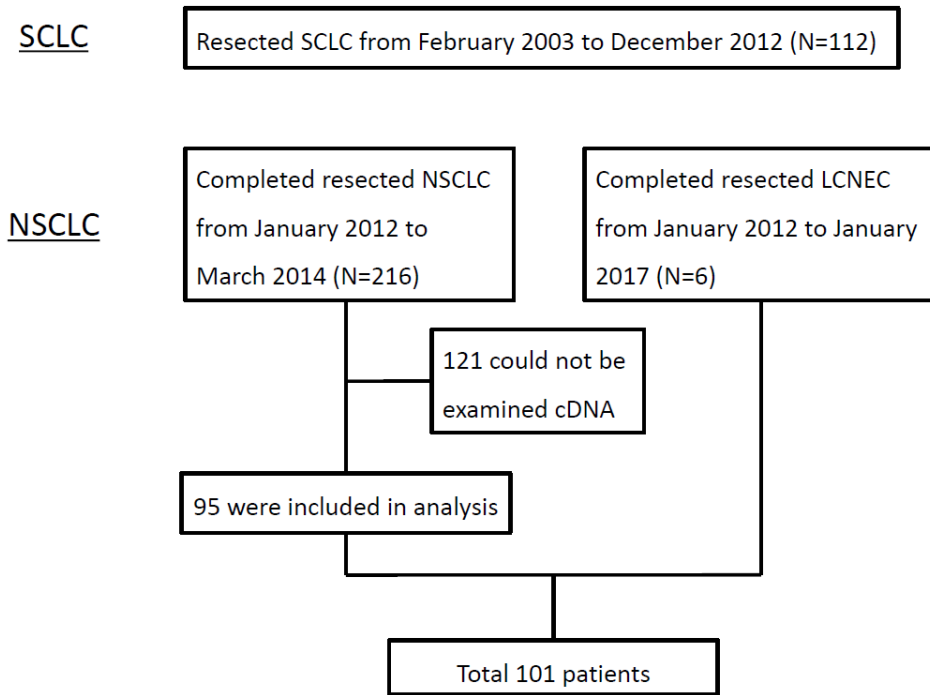 SCLC
Resected SCLC from February 2003 to December 2012 (N=112)
NSCLC
Completed resected NSCLC
from January 2012 to
March 2014 (N=216)
Completed resected LCNEC
from January 2012 to January
2017 (N=6)
121 could not be
examined cDNA
95 were included in analysis
Total 101 patients